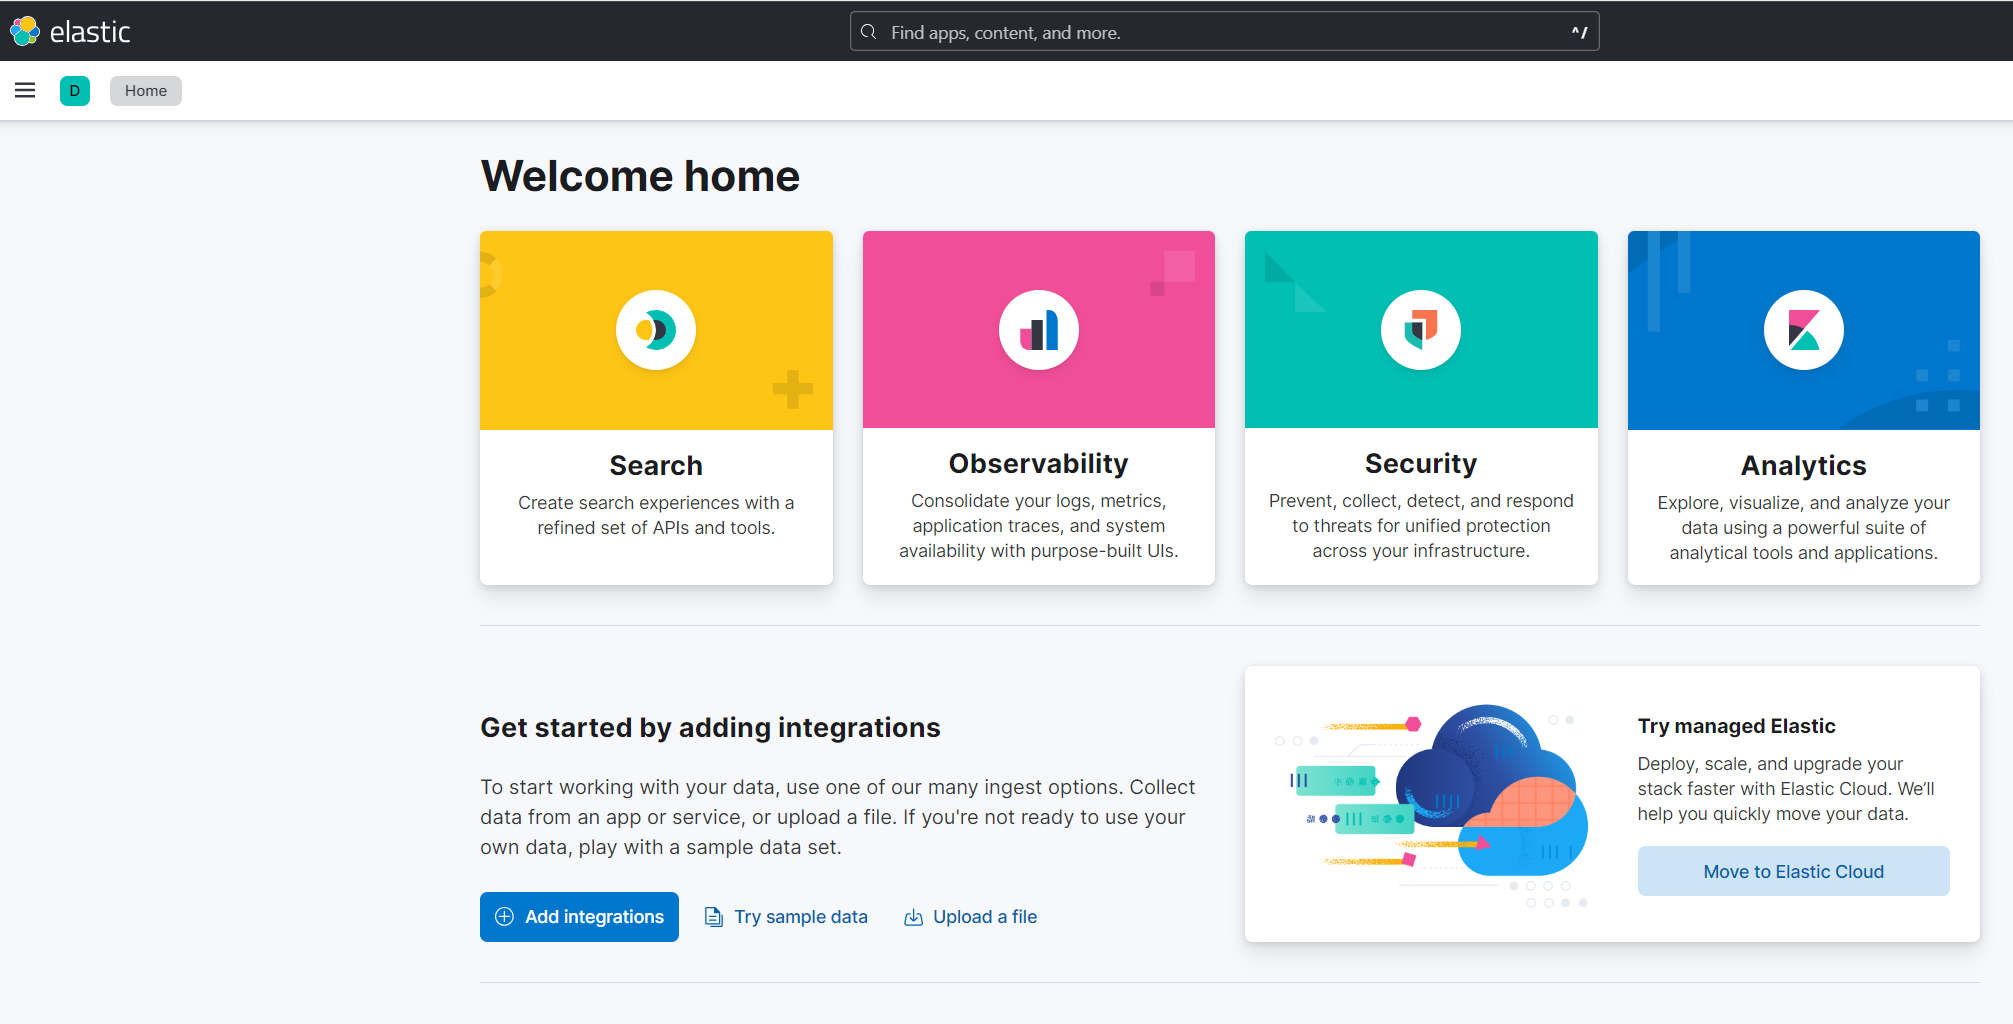 elastic
Find apps, content, and more.
^/
D
Home
Welcome home
Search
Create search experiences with a
refined set of APIs and tools.
Observability
Consolidate your logs, metrics,
application traces, and system
availability with purpose-built UIs.
Security
Prevent, collect, detect, and respond
to threats for unified protection
across your infrastructure.
Analytics
Explore, visualize, and analyze your
data using a powerful suite of
analytical tools and applications.
Get started by adding integrations
To start working with your data, use one of our many ingest options. Collect
data from an app or service, or upload a file. If you're not ready to use your
own data, play with a sample data set.
Add integrations
Try sample data
Upload a file
Try managed Elastic
Deploy, scale, and upgrade your
stack faster with Elastic Cloud. We’ll
help you quickly move your data.
Move to Elastic Cloud